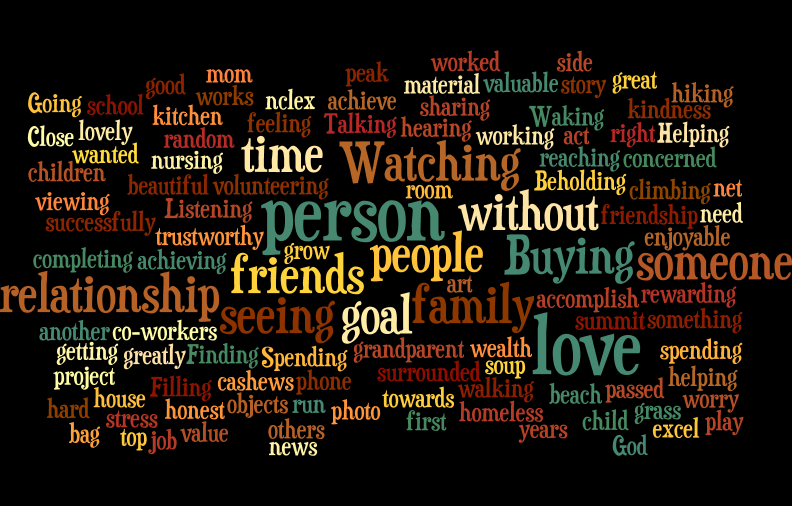 worked side
mom peak
good material valuable story great
Going school works nclex achieve sharing hiking
kitchen feeling Talking hearing Waking kindness
Close lovely random working act right Helping
wanted nursing time Watching reaching concerned
children beautiful volunteering room Beholding climbing net
viewing Listening person without friendship need
successfully trustworthy enjoyable
completing achieving grow people Buying someone
relationship friends art family accomplish rewarding
another co-workers seeing goal summit something
getting greatly Finding Spending grandparent wealth love spending
project Filling cashews phone surrounded soup helping
house towards walking beach passed worry
hard stress honest objects run photo first homeless child grass play
bag top job value others years excel
news God